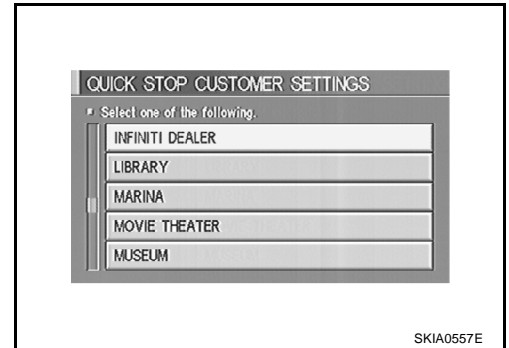 QUICK STOP CUSTOMER SETTINGS
Select one of the following.
INFINITI DEALER
LIBRARY
MARINA
MOVIE THEATER
MUSEUM
SKIA0557E